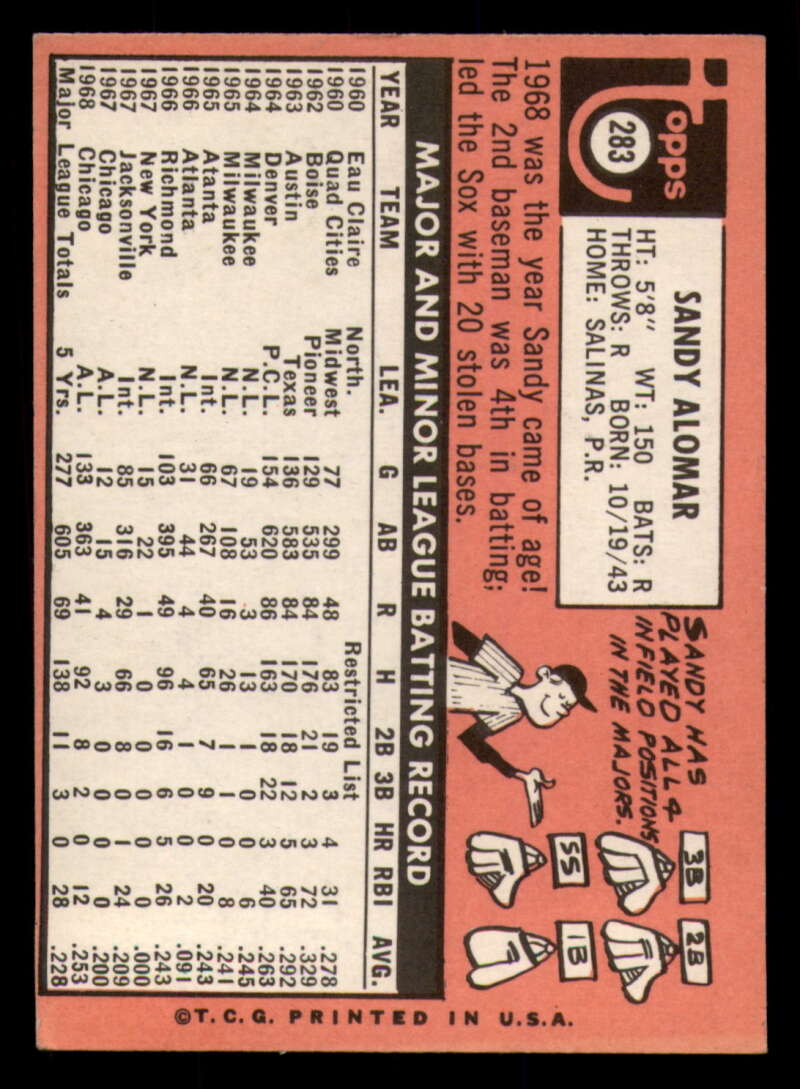 Topps
283
SANDY ALOMAR
HT: 5'8" WT: 150 BATS: R
THROWS: R BORN: 10/19/43
HOME: SALINAS, P.R.
SANDY HAS
PLAYED ALL 4
INFIELD POSITIONS
IN THE MAJORS.
3B
2B
SS
1B
1968 was the year Sandy came of age!
The 2nd baseman was 4th in batting;
led the Sox with 20 stolen bases.
MAJOR AND MINOR LEAGUE BATTING RECORD
YEAR TEAM LEA. G AB R H 2B 3B HR RBI AVG.
1960 Eau Claire North. Restricted List
1960 Quad Cities Midwest 77 299 48 83 19 3 4 31 .278
1962 Boise Pioneer 129 535 84 176 21 2 3 72 .329
1963 Austin Texas 136 583 84 170 18 12 5 65 .292
1964 Denver P.C.L. 154 620 86 163 18 22 3 40 .263
1964 Milwaukee N.L. 19 53 3 13 1 0 0 6 .245
1965 Milwaukee N.L. 67 108 16 26 1 1 0 8 .241
1965 Atanta Int. 66 267 40 65 7 9 0 20 .243
1966 Atlanta N.L. 31 44 4 4 1 0 0 2 .091
1966 Richmond Int. 103 395 49 96 16 6 5 26 .243
1967 New York N.L. 15 22 1 0 0 0 0 0 .000
1967 Jacksonville Int. 85 316 29 66 8 0 1 24 .209
1967 Chicago A.L. 12 15 4 3 0 0 0 0 .200
1968 Chicago A.L. 133 363 41 92 8 2 0 12 .253
Major League Totals 5 Yrs. 277 605 69 138 11 3 0 28 .228
©T.C.G. PRINTED IN U.S.A.